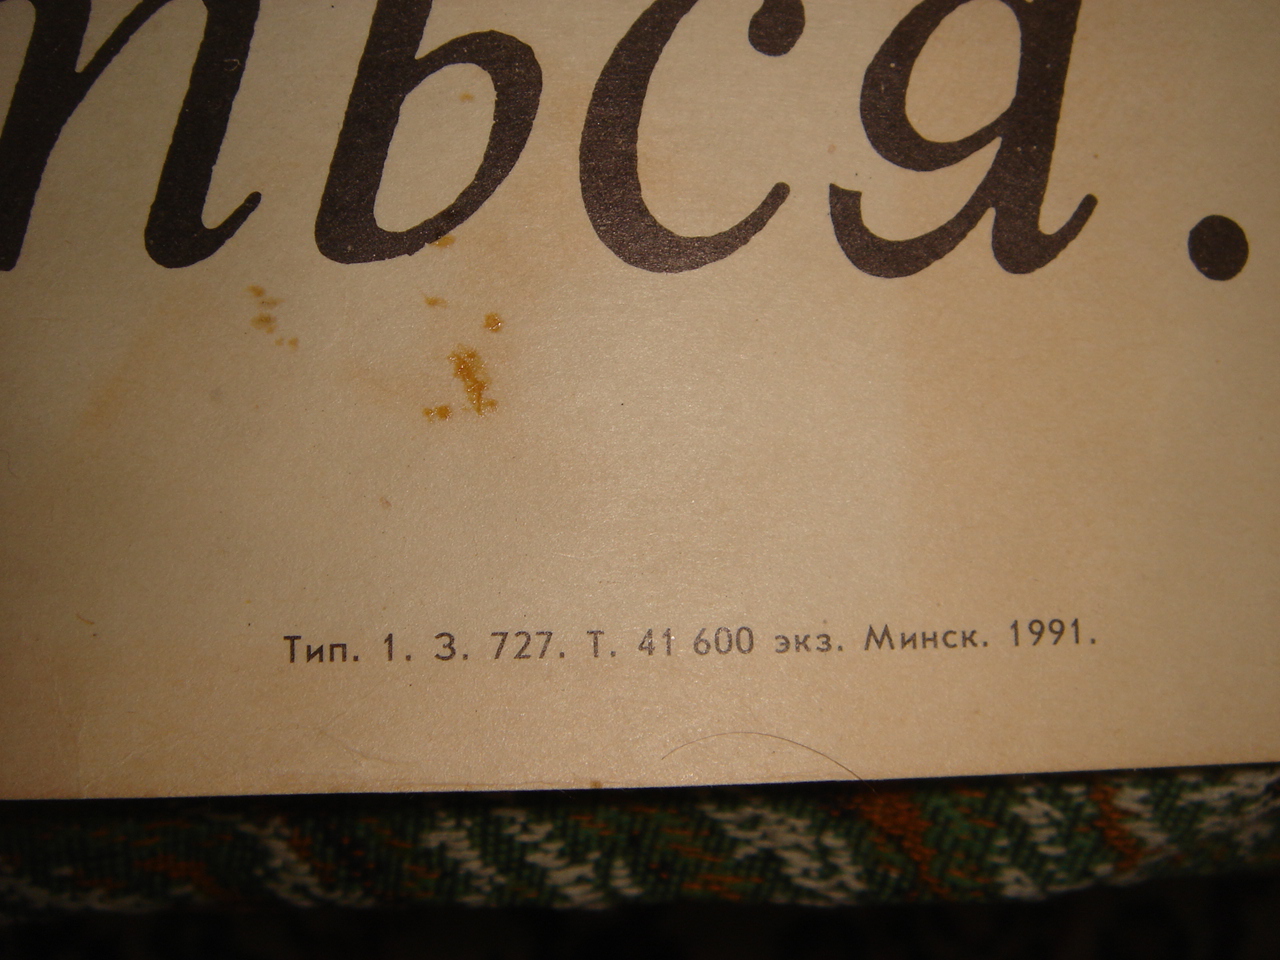 ться.
Тип. 1. З. 727. Т. 41 600 экз. Минск. 1991.